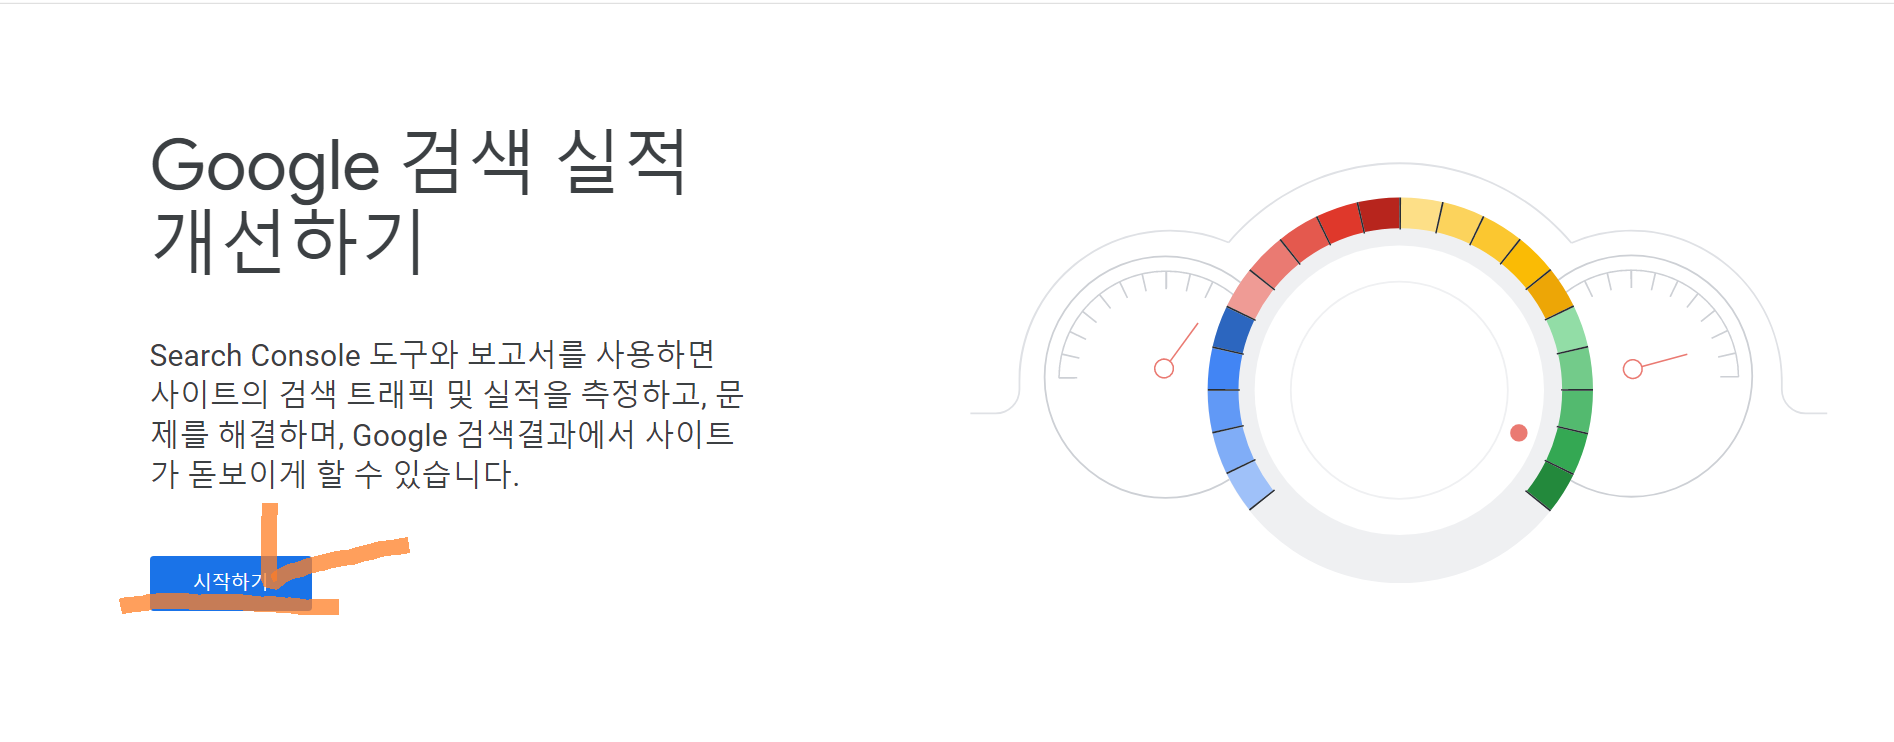 Google 검색 실적
개선하기
Search Console 도구와 보고서를 사용하면
사이트의 검색 트래픽 및 실적을 측정하고, 문
제를 해결하며, Google 검색결과에서 사이트
가 돋보이게 할 수 있습니다.
시작하기